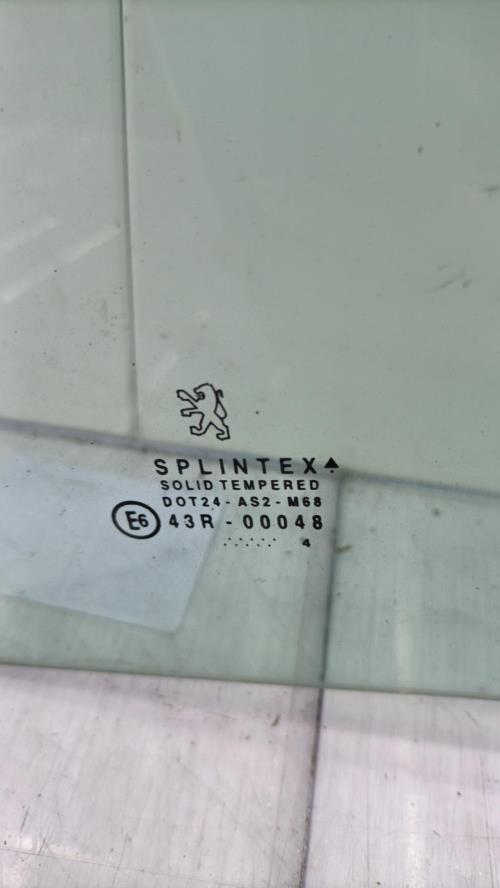 SPLINTEX
SOLID TEMPERED
DOT24-AS2-M68
E6 43R-00048
4